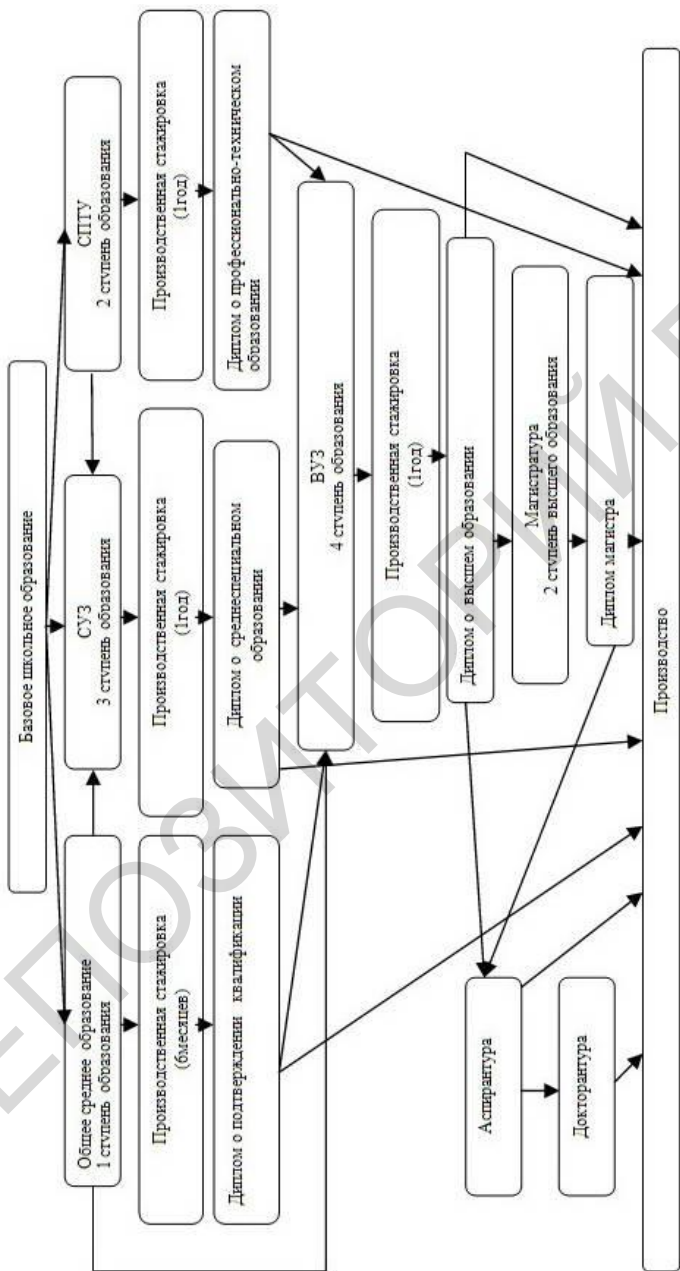 Базовое школьное образование
Общее среднее образование
1 ступень образования
СУЗ
3 ступень образования
СПТУ
2 ступень образования
Производственная стажировка
(6месяцев)
Производственная стажировка
(1год)
Производственная стажировка
(1год)
Диплом о подтверждении квалификации
Диплом о среднеспециальном
образовании
Диплом о профессионально-техническом
образовании
ВУЗ
4 ступень образования
Производственная стажировка
(1год)
Диплом о высшем образовании
Аспирантура
Магистратура
2 ступень высшего образования
Докторантура
Диплом магистра
Производство
ЕПОЗИТОРИЙ